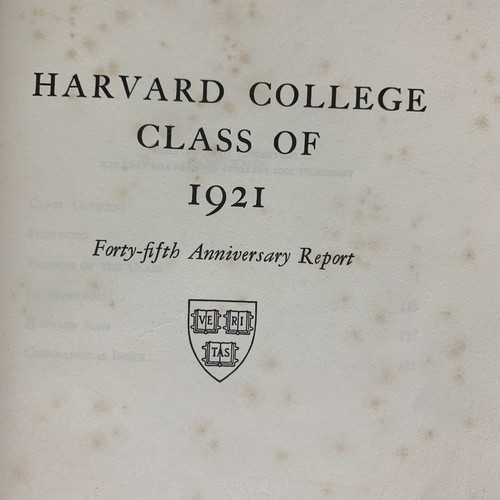 HARVARD COLLEGE
CLASS OF
1921
Forty-fifth Anniversary Report
VE RI
TAS